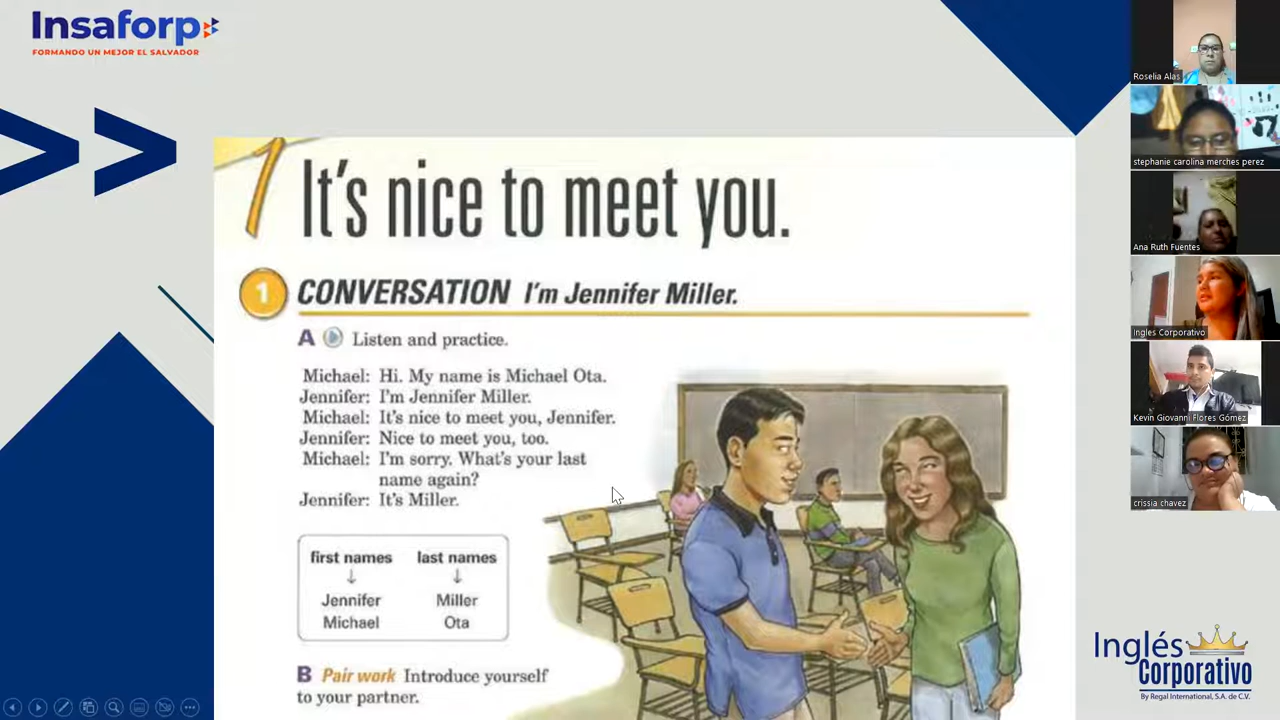 Insaforp
FORMANDO UN MEJOR EL SALVADOR
1 It's nice to meet you.
1 CONVERSATION I'm Jennifer Miller.
A Listen and practice.
Michael: Hi. My name is Michael Ota.
Jennifer: I'm Jennifer Miller.
Michael: It's nice to meet you, Jennifer.
Jennifer: Nice to meet you, too.
Michael: I'm sorry. What's your last
name again?
Jennifer: It's Miller.
first names last names
Jennifer Miller
Michael Ota
B Pair work Introduce yourself
to your partner.
Roselia Alas
stephanie carolina merches perez
Ana Ruth Fuentes
Ingles Corporativo
Kevin Giovanni Flores Gómez
crissia chavez
Inglés
Corporativo
By Regal International, S.A. de C.V.